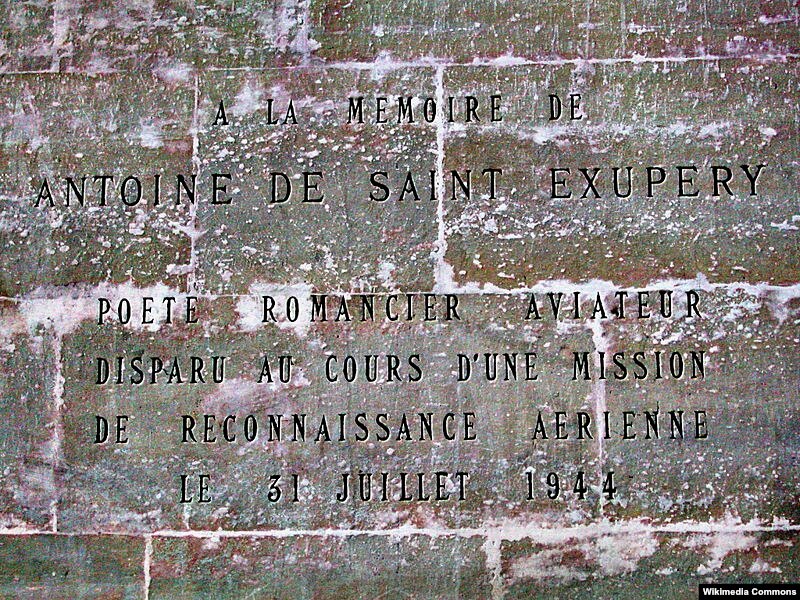 A LA MEMOIRE DE
ANTOINE DE SAINT EXUPERY
POETE ROMANCIER AVIATEUR
DISPARU AU COURS D'UNE MISSION
DE RECONNAISSANCE AERIENNE
LE 31 JUILLET 1944
Wikimedia Commons